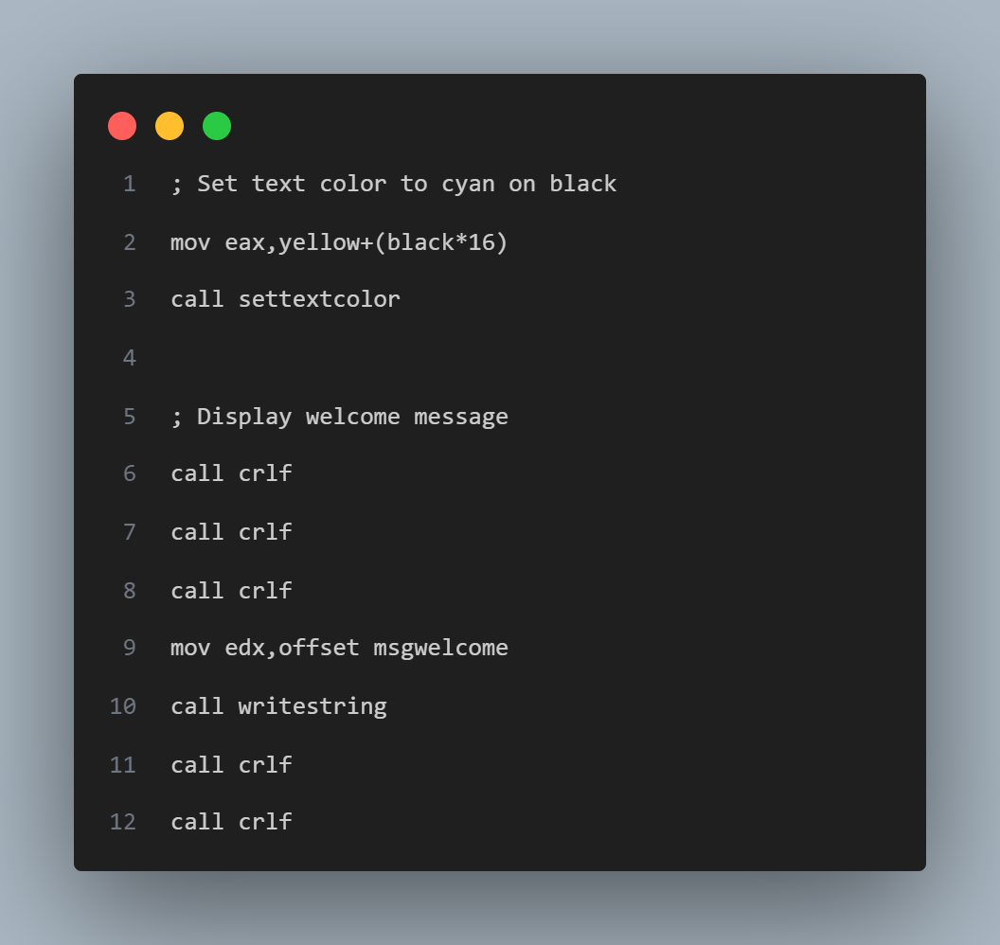 1 ; Set text color to cyan on black
2 mov eax,yellow+(black*16)
3 call settextcolor
4
5 ; Display welcome message
6 call crlf
7 call crlf
8 call crlf
9 mov edx,offset msgwelcome
10 call writestring
11 call crlf
12 call crlf